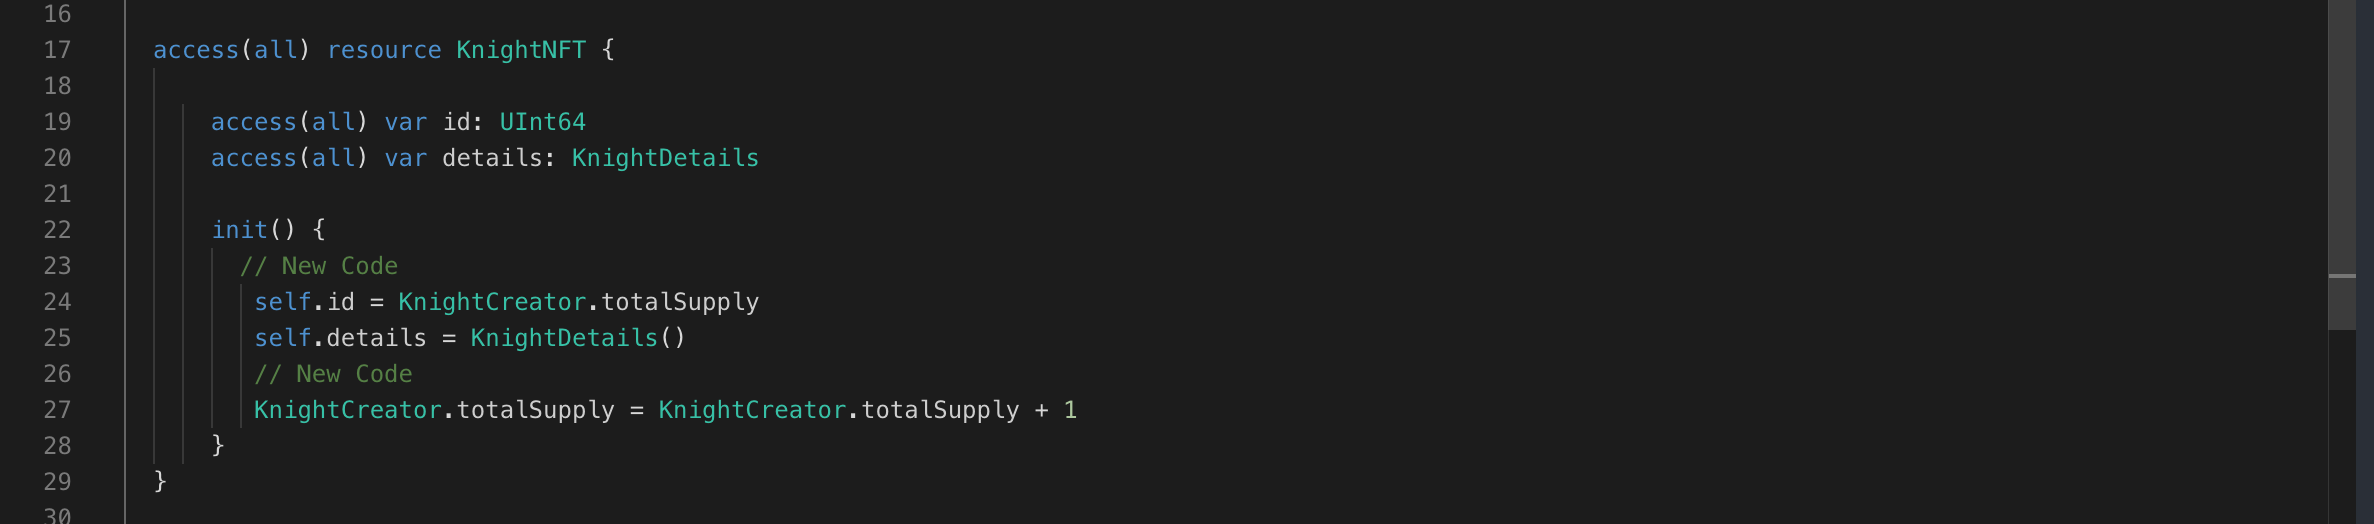 16
17 access(all) resource KnightNFT {
18
19 access(all) var id: UInt64
20 access(all) var details: KnightDetails
21
22 init() {
23 // New Code
24 self.id = KnightCreator.totalSupply
25 self.details = KnightDetails()
26 // New Code
27 KnightCreator.totalSupply = KnightCreator.totalSupply + 1
28 }
29 }
30